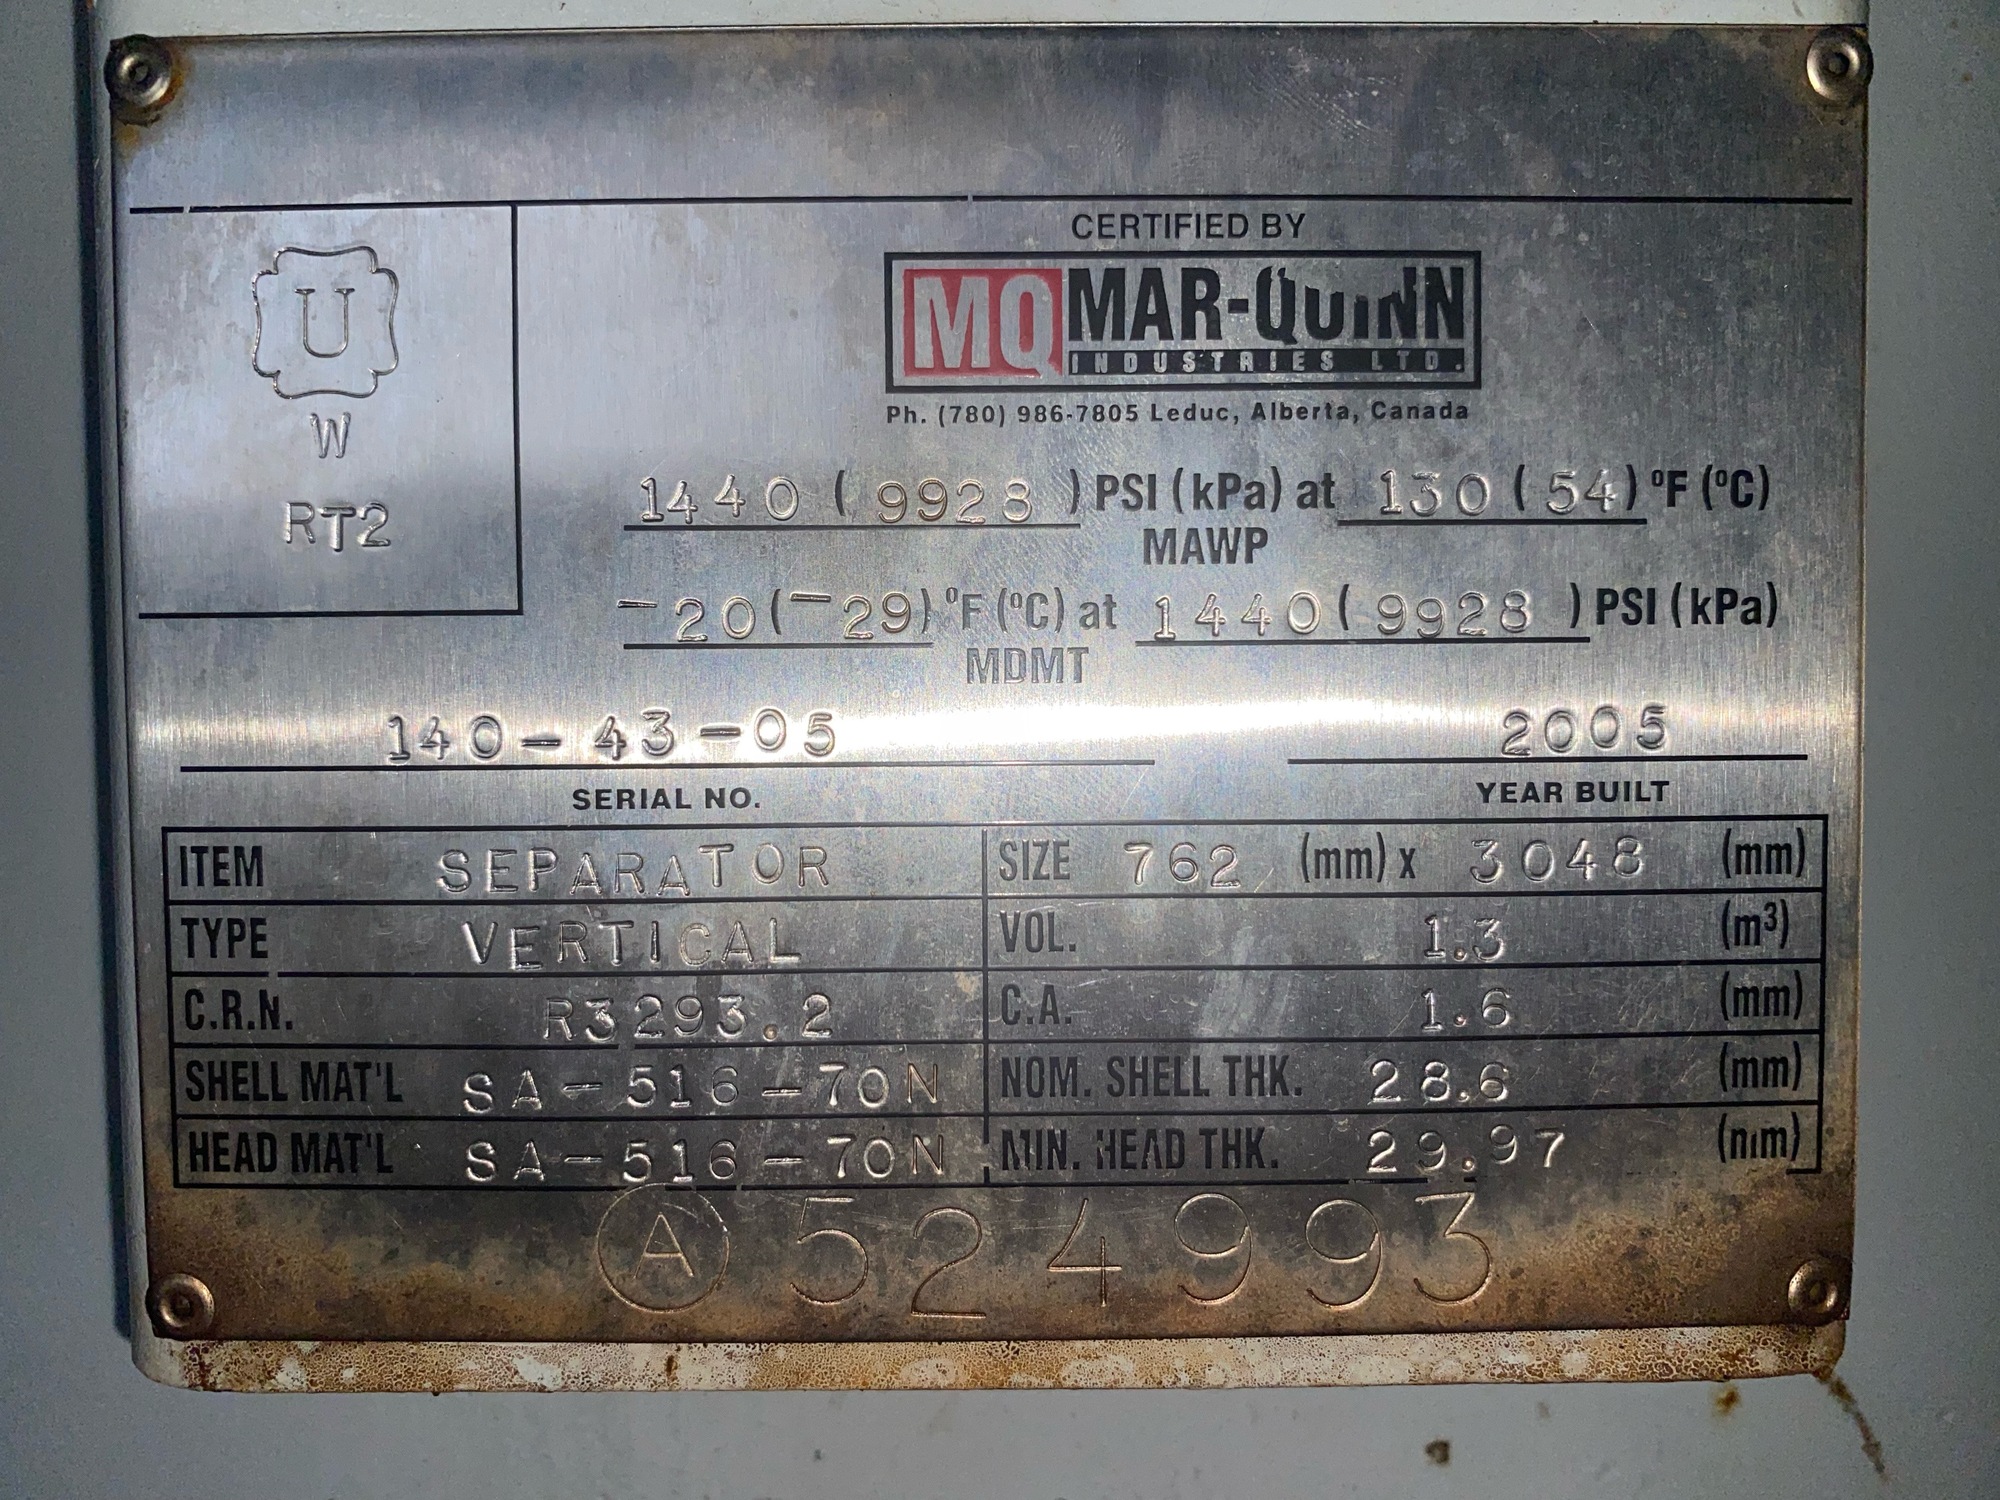 U
W
RT2
CERTIFIED BY
MQ MAR-QUINN
INDUSTRIES LTD.
Ph. (780) 986-7805 Leduc, Alberta, Canada
1440 (9928) PSI (kPa) at 130 (54) ºF (ºC)
MAWP
-20 (-29) ºF (ºC) at 1440 (9928) PSI (kPa)
MDMT
140-43-05
SERIAL NO.
2005
YEAR BUILT
ITEM SEPARATOR
SIZE 762 (mm) x 3048 (mm)
TYPE VERTICAL
VOL. 1.3 (m³)
C.R.N. R3293.2
C.A. 1.6 (mm)
SHELL MAT'L SA-516-70N
NOM. SHELL THK. 28.6 (mm)
HEAD MAT'L SA-516-70N
MIN. HEAD THK. 29.97 (mm)
A 524993